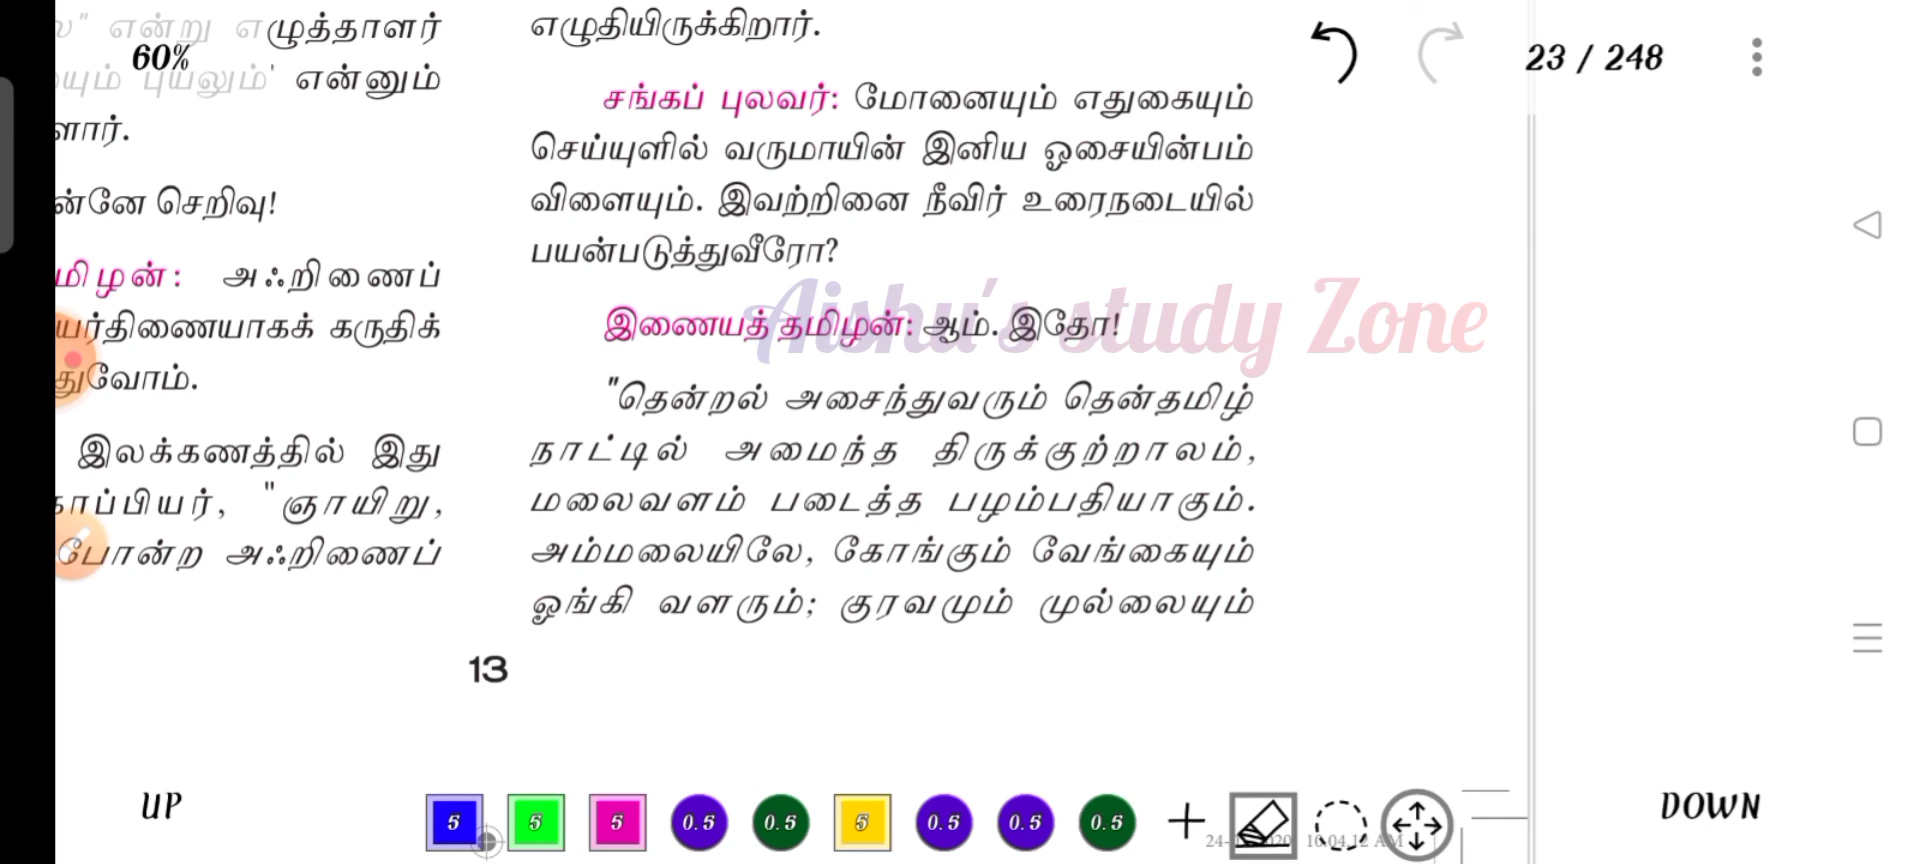 ல" என்று எழுத்தாளர்
யும் புயலும்' என்னும்
ளார்.
ன்னே செறிவு!
மிழன்: அஃறிணைப்
யர்திணையாகக் கருதிக்
துவோம்.
இலக்கணத்தில் இது
காப்பியர், "ஞாயிறு,
போன்ற அஃறிணைப்
எழுதியிருக்கிறார்.
சங்கப் புலவர்: மோனையும் எதுகையும்
செய்யுளில் வருமாயின் இனிய ஓசையின்பம்
விளையும். இவற்றினை நீவிர் உரைநடையில்
பயன்படுத்துவீரோ?
இணையத் தமிழன்: ஆம். இதோ!
"தென்றல் அசைந்துவரும் தென்தமிழ்
நாட்டில் அமைந்த திருக்குற்றாலம்,
மலைவளம் படைத்த பழம்பதியாகும்.
அம்மலையிலே, கோங்கும் வேங்கையும்
ஓங்கி வளரும்; குரவமும் முல்லையும்
13
60%
23 / 248
Aishu's study Zone
UP
5 5 5 0.5 0.5 5 0.5 0.5 0.5
DOWN